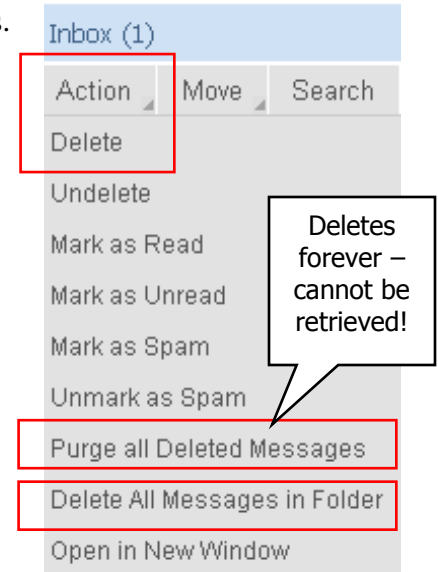 Inbox (1)
Action Move Search
Delete
Undelete
Mark as Read
Mark as Unread
Mark as Spam
Unmark as Spam
Purge all Deleted Messages
Delete All Messages in Folder
Open in New Window
Deletes
forever –
cannot be
retrieved!